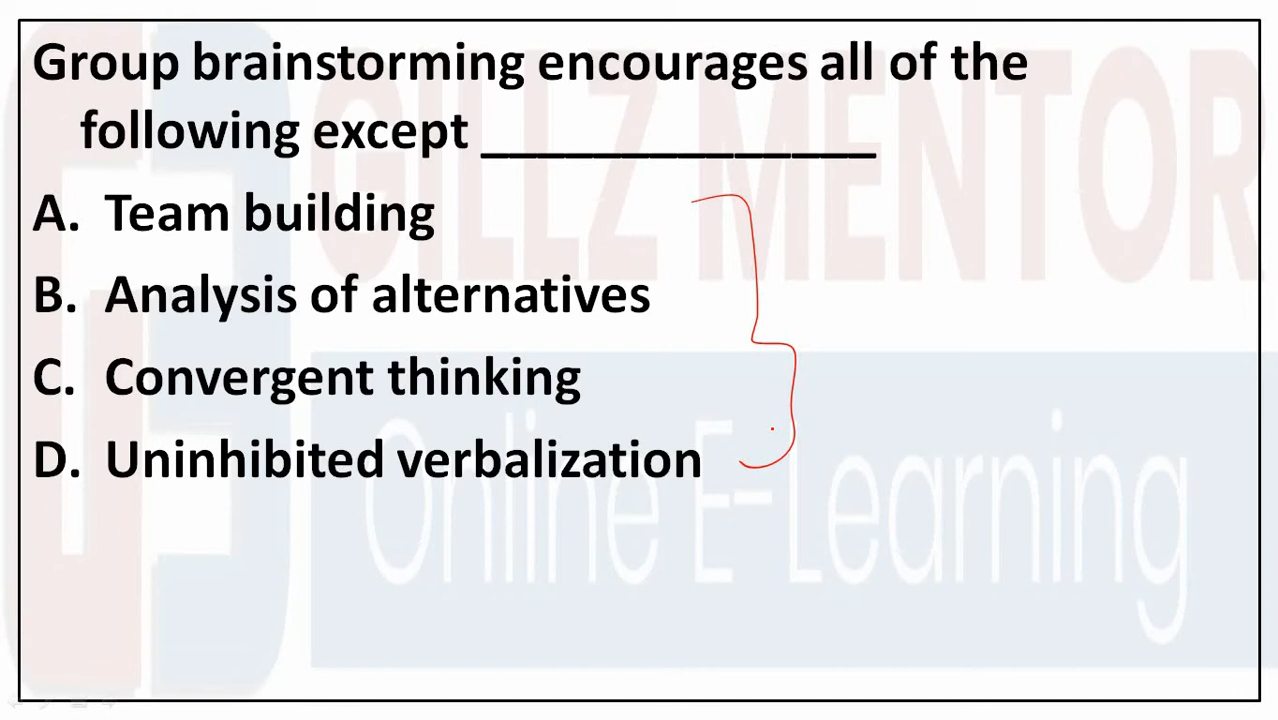 Group brainstorming encourages all of the
following except _______________
A. Team building
B. Analysis of alternatives
C. Convergent thinking
D. Uninhibited verbalization
GILLZ MENTOR
Online E-Learning